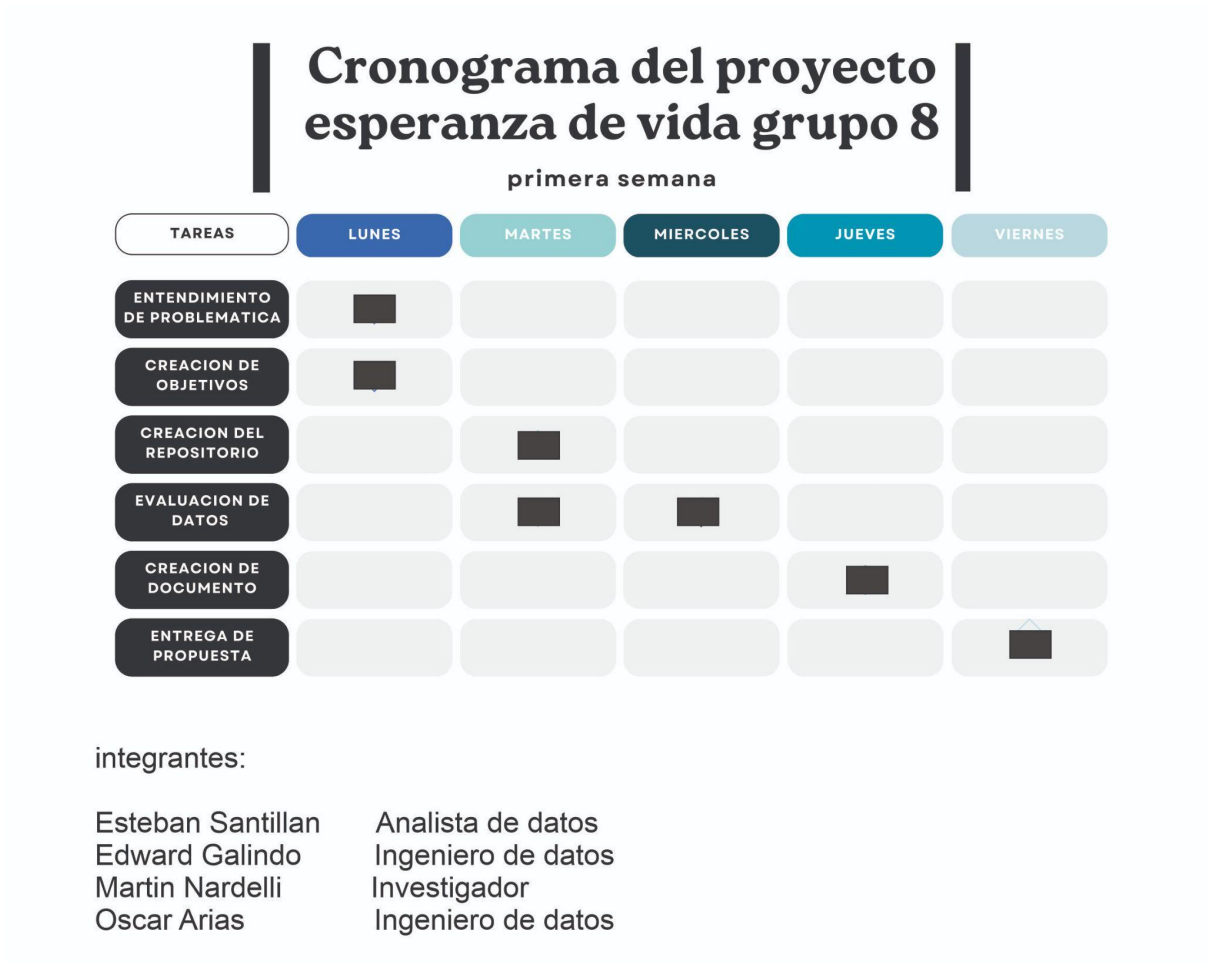 Cronograma del proyecto
esperanza de vida grupo 8
primera semana
TAREAS LUNES MARTES MIERCOLES JUEVES VIERNES
ENTENDIMIENTO
DE PROBLEMATICA
CREACION DE
OBJETIVOS
CREACION DEL
REPOSITORIO
EVALUACION DE
DATOS
CREACION DE
DOCUMENTO
ENTREGA DE
PROPUESTA
integrantes:
Esteban Santillan Analista de datos
Edward Galindo Ingeniero de datos
Martin Nardelli Investigador
Oscar Arias Ingeniero de datos